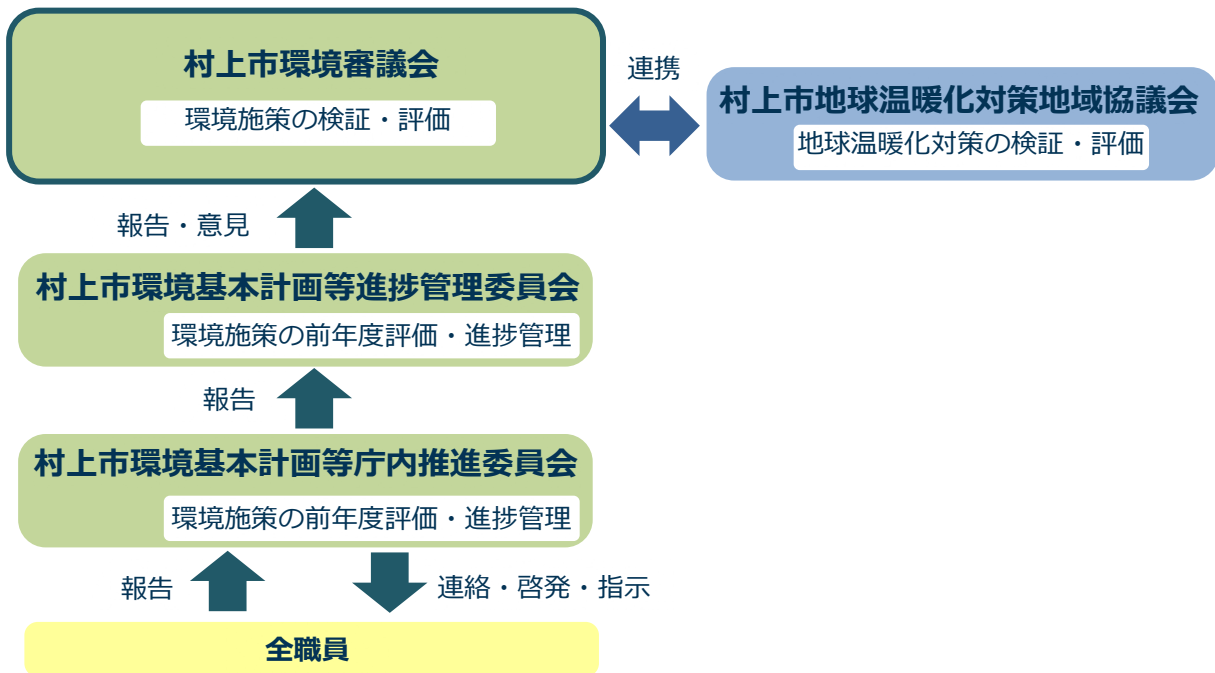 村上市環境審議会
環境施策の検証・評価
連携
村上市地球温暖化対策地域協議会
地球温暖化対策の検証・評価
報告・意見
村上市環境基本計画等進捗管理委員会
環境施策の前年度評価・進捗管理
報告
村上市環境基本計画等庁内推進委員会
環境施策の前年度評価・進捗管理
報告
連絡・啓発・指示
全職員